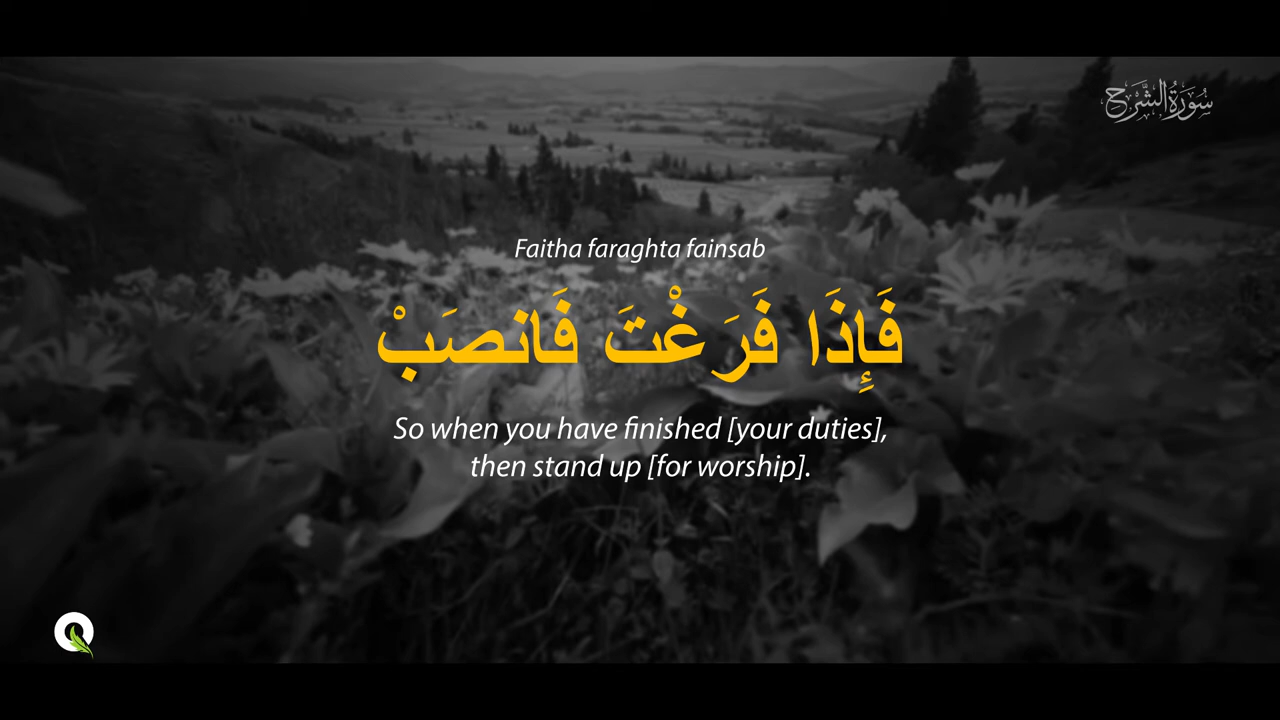 سُورَةُ الشَّرْحِ
Faitha faraghta fainsab
فَإِذَا فَرَغْتَ فَانصَبْ
So when you have finished [your duties],
then stand up [for worship].